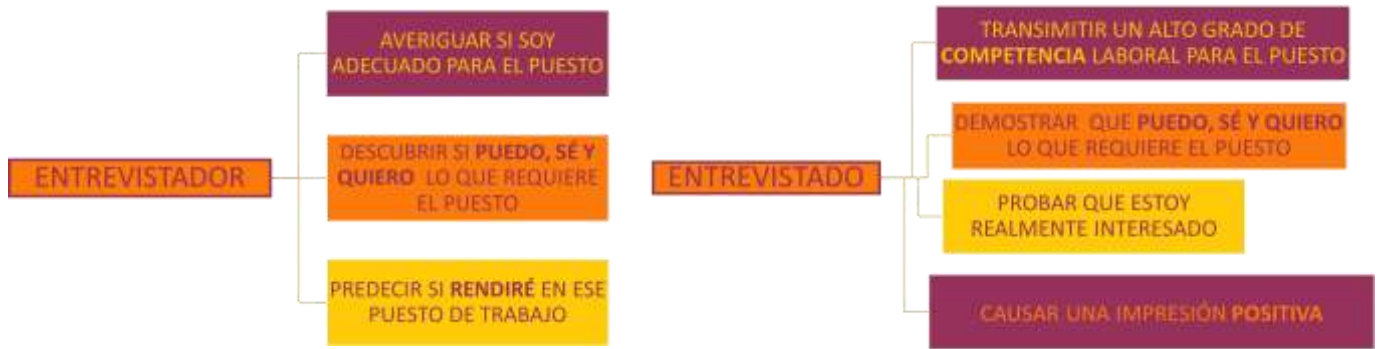 ENTREVISTADOR
AVERIGUAR SI SOY
ADECUADO PARA EL PUESTO
DESCUBRIR SI PUEDO, SÉ Y
QUIERO LO QUE REQUIERE
EL PUESTO
PREDECIR SI RENDIRÉ EN ESE
PUESTO DE TRABAJO
ENTREVISTADO
TRANSIMITIR UN ALTO GRADO DE
COMPETENCIA LABORAL PARA EL PUESTO
DEMOSTRAR QUE PUEDO, SÉ Y QUIERO
LO QUE REQUIERE EL PUESTO
PROBAR QUE ESTOY
REALMENTE INTERESADO
CAUSAR UNA IMPRESIÓN POSITIVA